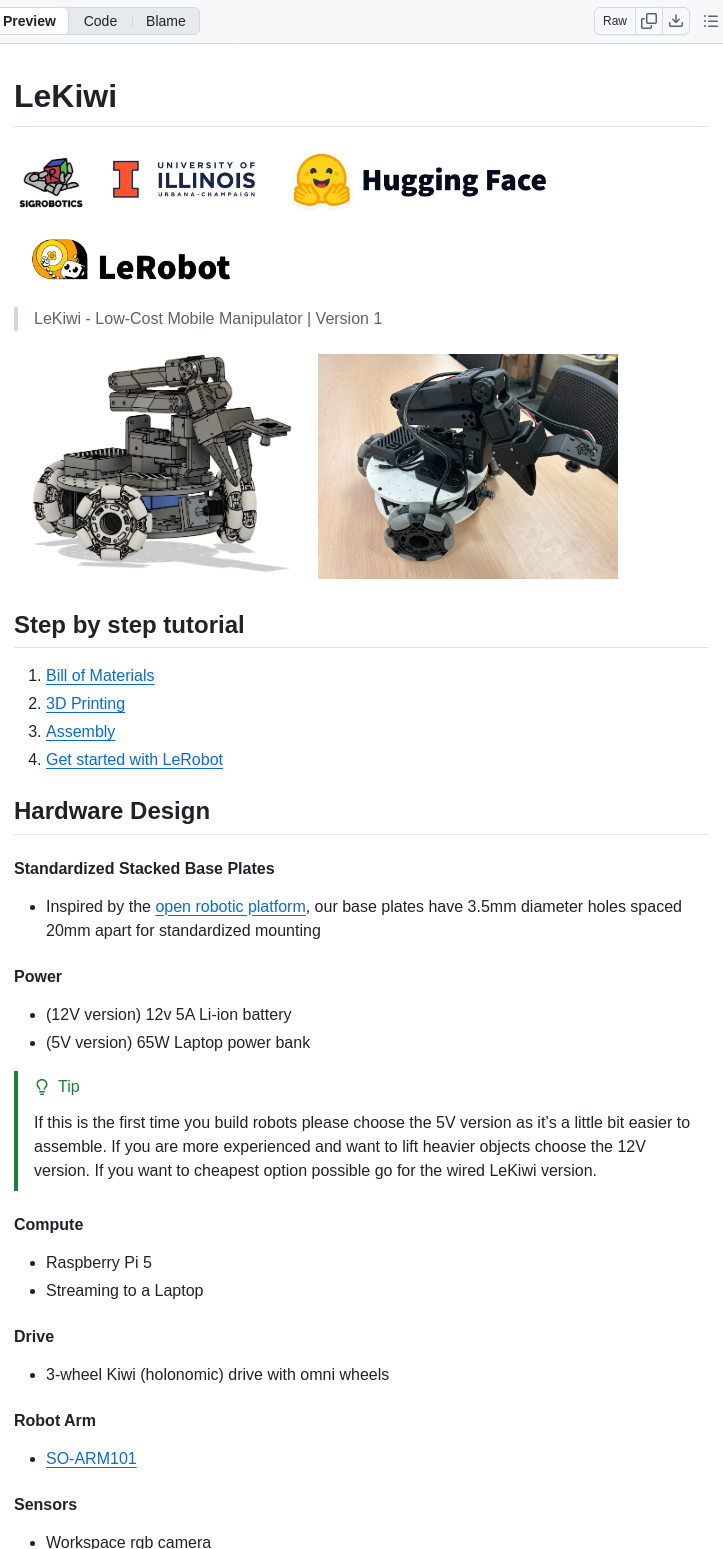 Preview Code Blame Raw
LeKiwi
SIGROBOTICS
UNIVERSITY OF
ILLINOIS
URBANA-CHAMPAIGN
Hugging Face
LeRobot
LeKiwi - Low-Cost Mobile Manipulator | Version 1
Step by step tutorial
1. Bill of Materials
2. 3D Printing
3. Assembly
4. Get started with LeRobot
Hardware Design
Standardized Stacked Base Plates
• Inspired by the open robotic platform, our base plates have 3.5mm diameter holes spaced
20mm apart for standardized mounting
Power
• (12V version) 12v 5A Li-ion battery
• (5V version) 65W Laptop power bank
Tip
If this is the first time you build robots please choose the 5V version as it’s a little bit easier to
assemble. If you are more experienced and want to lift heavier objects choose the 12V
version. If you want to cheapest option possible go for the wired LeKiwi version.
Compute
• Raspberry Pi 5
• Streaming to a Laptop
Drive
• 3-wheel Kiwi (holonomic) drive with omni wheels
Robot Arm
• SO-ARM101
Sensors
• Workspace rgb camera